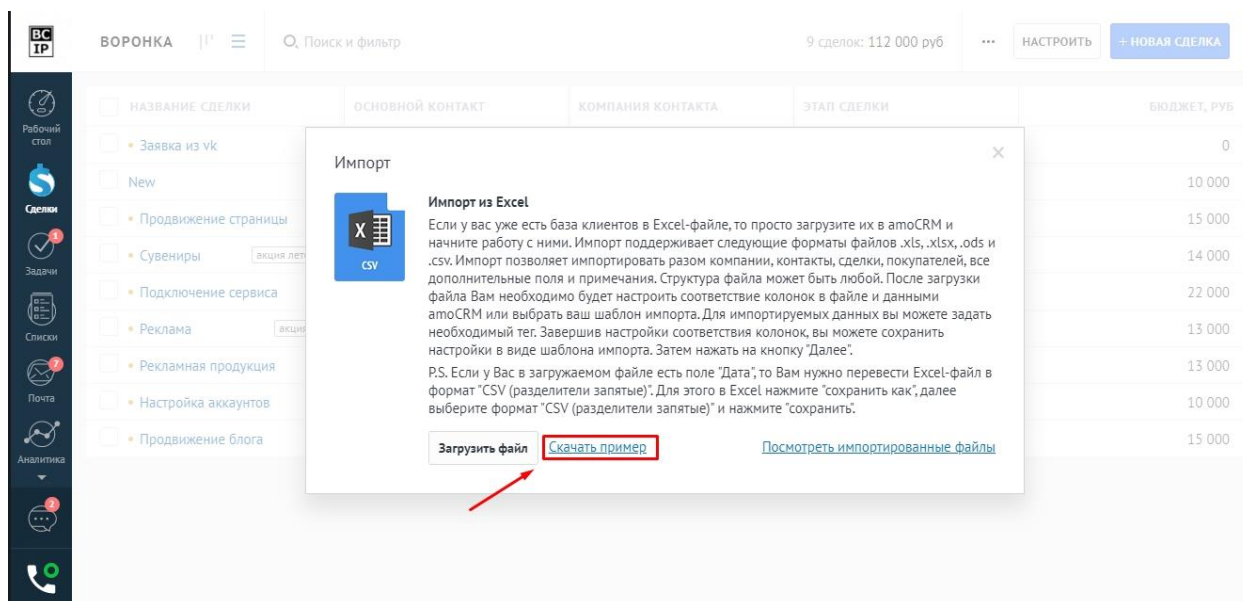 BC
IP
ВОРОНКА
Поиск и фильтр
9 сделок: 112 000 руб
НАСТРОИТЬ
+ НОВАЯ СДЕЛКА
Рабочий
стол
Сделки
1
Задачи
Списки
7
Почта
Аналитика
2
НАЗВАНИЕ СДЕЛКИ
ОСНОВНОЙ КОНТАКТ
КОМПАНИЯ КОНТАКТА
ЭТАП СДЕЛКИ
БЮДЖЕТ, РУБ
Заявка из vk
0
New
10 000
Продвижение страницы
15 000
Сувениры
акция лет
14 000
Подключение сервиса
22 000
Реклама
акция
13 000
Рекламная продукция
13 000
Настройка аккаунтов
10 000
Продвижение блога
15 000
Импорт
X
CSV
Импорт из Excel
Если у вас уже есть база клиентов в Excel-файле, то просто загрузите их в amoCRM и
начните работу с ними. Импорт поддерживает следующие форматы файлов .xls, .xlsx, .ods и
.csv. Импорт позволяет импортировать разом компании, контакты, сделки, покупателей, все
дополнительные поля и примечания. Структура файла может быть любой. После загрузки
файла Вам необходимо будет настроить соответствие колонок в файле и данными
amoCRM или выбрать ваш шаблон импорта. Для импортируемых данных вы можете задать
необходимый тег. Завершив настройки соответствия колонок, вы можете сохранить
настройки в виде шаблона импорта. Затем нажать на кнопку "Далее".
P.S. Если у Вас в загружаемом файле есть поле "Дата", то Вам нужно перевести Excel-файл в
формат "CSV (разделители запятые)". Для этого в Excel нажмите "сохранить как", далее
выберите формат "CSV (разделители запятые)" и нажмите "сохранить".
Загрузить файл
Скачать пример
Посмотреть импортированные файлы